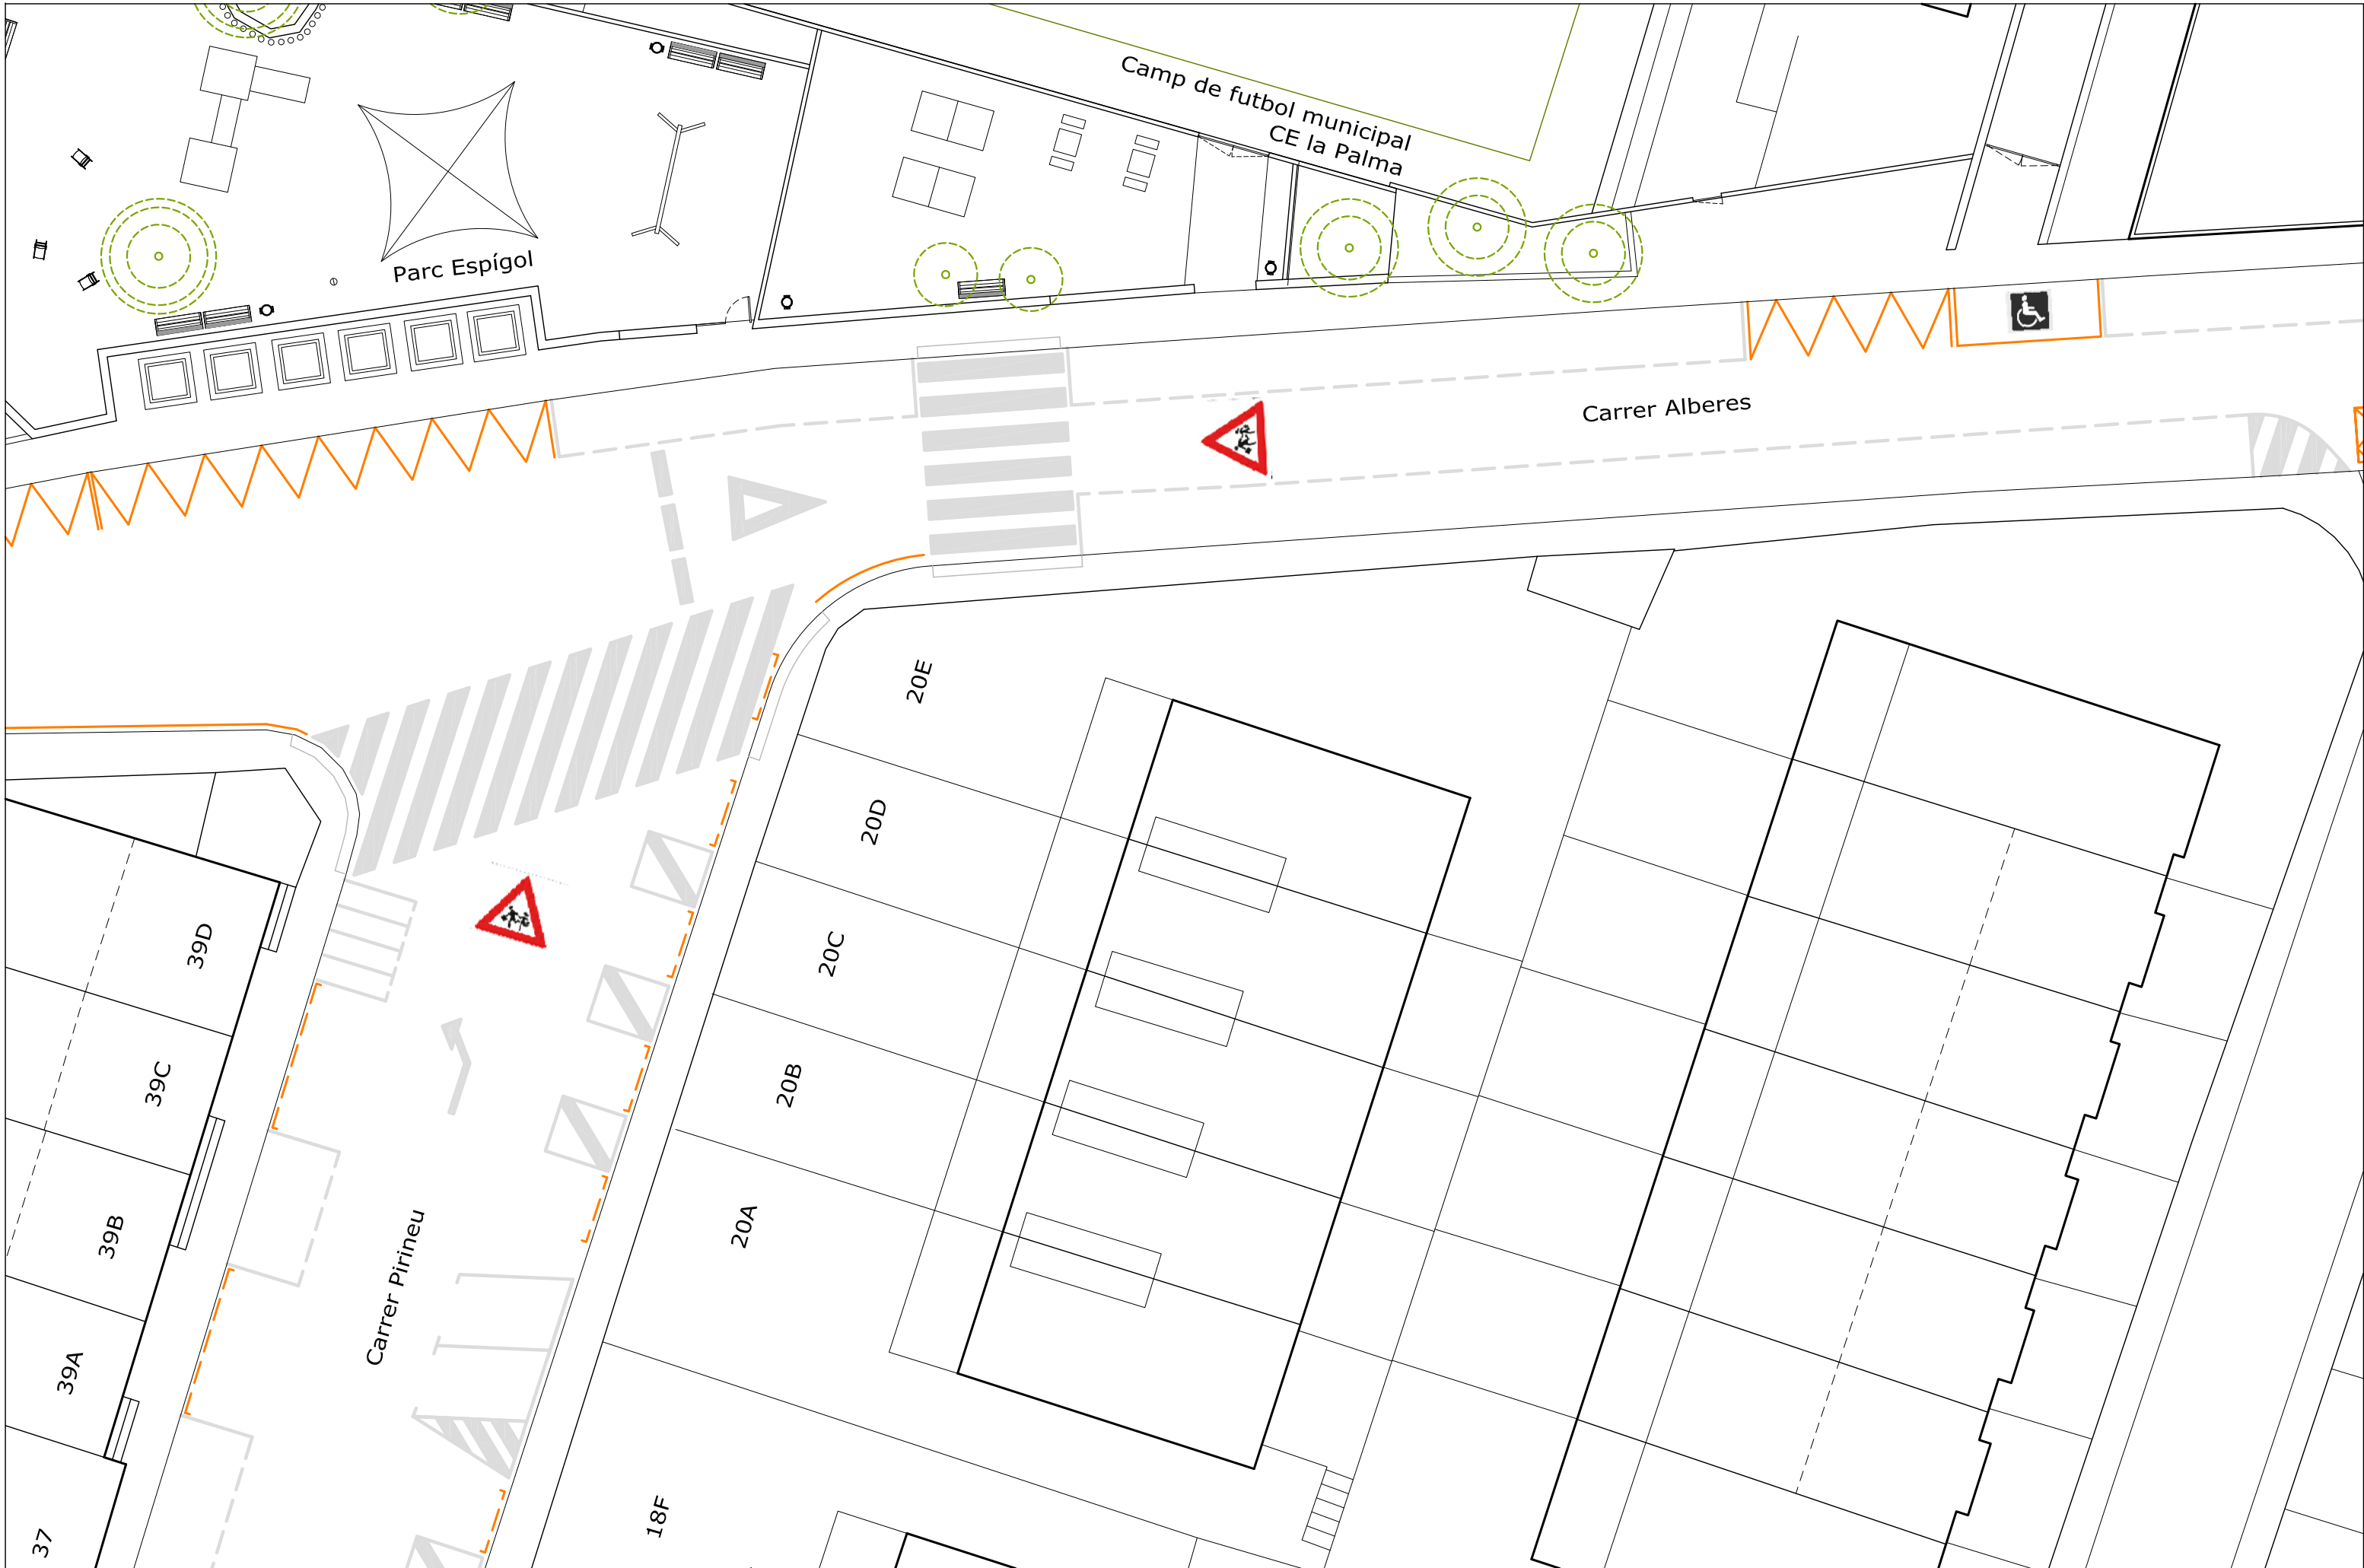 Camp de futbol municipal
CE la Palma
Parc Espígol
Carrer Alberes
20E
20D
20C
20B
20A
18F
39D
39C
39B
39A
37
Carrer Pirineu